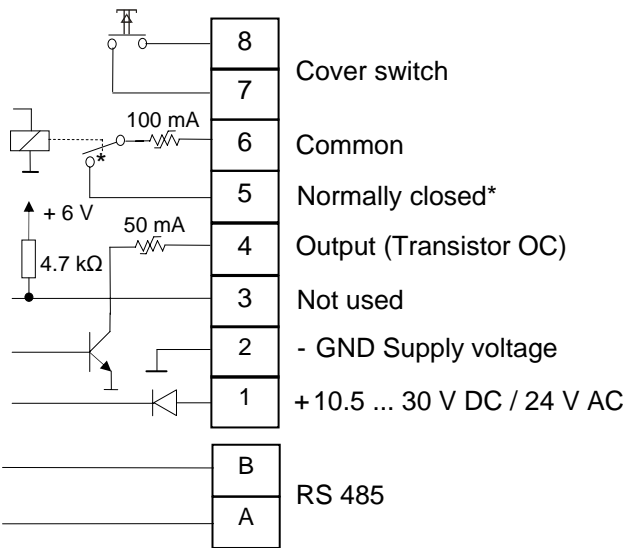 8
Cover switch
7
100 mA
6
Common
*
5
Normally closed*
+ 6 V
50 mA
4
Output (Transistor OC)
4.7 kΩ
3
Not used
2
- GND Supply voltage
1
+10.5 ... 30 V DC / 24 V AC
B
RS 485
A